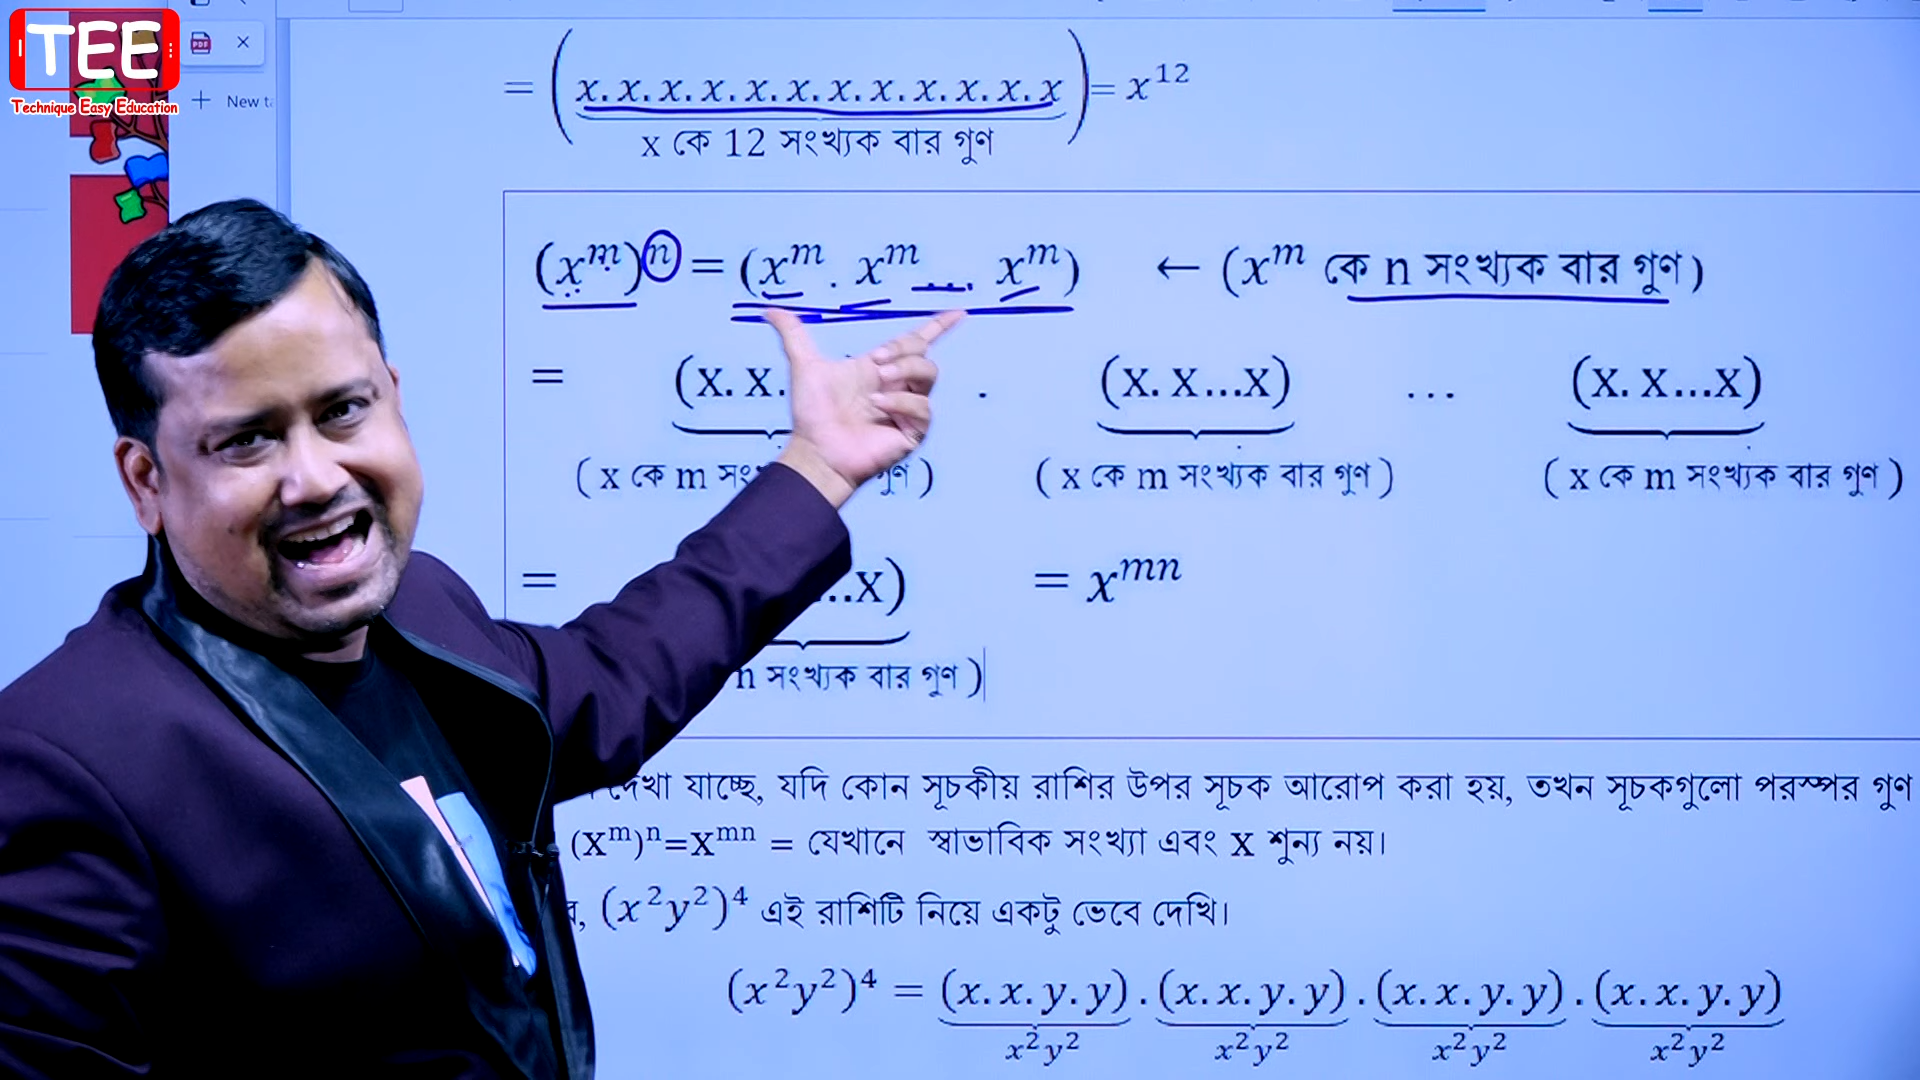 TEE
Technique Easy Education
New ta
= (x.x.x.x.x.x.x.x.x.x.x.x) = x¹²
x কে 12 সংখ্যক বার গুণ
(xᵐ)ⁿ = (xᵐ . xᵐ ... xᵐ) ← (xᵐ কে n সংখ্যক বার গুণ)
= (x. x. . (x. x...x) ... (x. x...x)
( x কে m গুণ ) ( x কে m সংখ্যক বার গুণ ) ( x কে m সংখ্যক বার গুণ )
= ...x) = xᵐⁿ
n সংখ্যক বার গুণ )
দেখা যাচ্ছে, যদি কোন সূচকীয় রাশির উপর সূচক আরোপ করা হয়, তখন সূচকগুলো পরস্পর গুণ
(xᵐ)ⁿ=xᵐⁿ = যেখানে স্বাভাবিক সংখ্যা এবং x শুন্য নয়।
, (x²y²)⁴ এই রাশিটি নিয়ে একটু ভেবে দেখি।
(x²y²)⁴ = (x.x.y.y) . (x.x.y.y) . (x.x.y.y) . (x.x.y.y)
x²y² x²y² x²y² x²y²